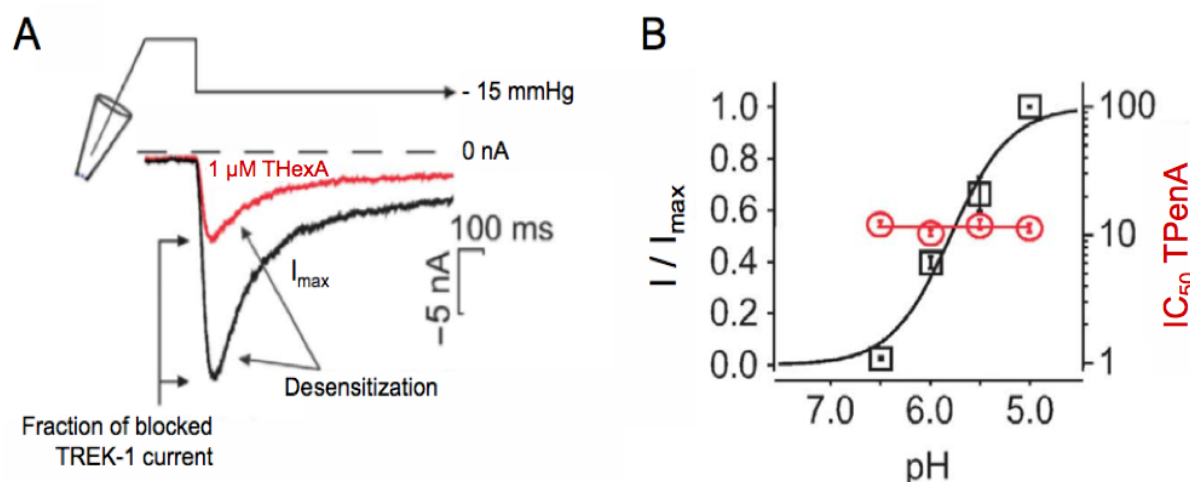 A
- 15 mmHg
0 nA
1 µM THexA
100 ms
-5 nA
Imax
Desensitization
Fraction of blocked
TREK-1 current
B
I / Imax
1.0
0.8
0.6
0.4
0.2
0.0
7.0 6.0 5.0
pH
100
10
1
IC50 TPenA